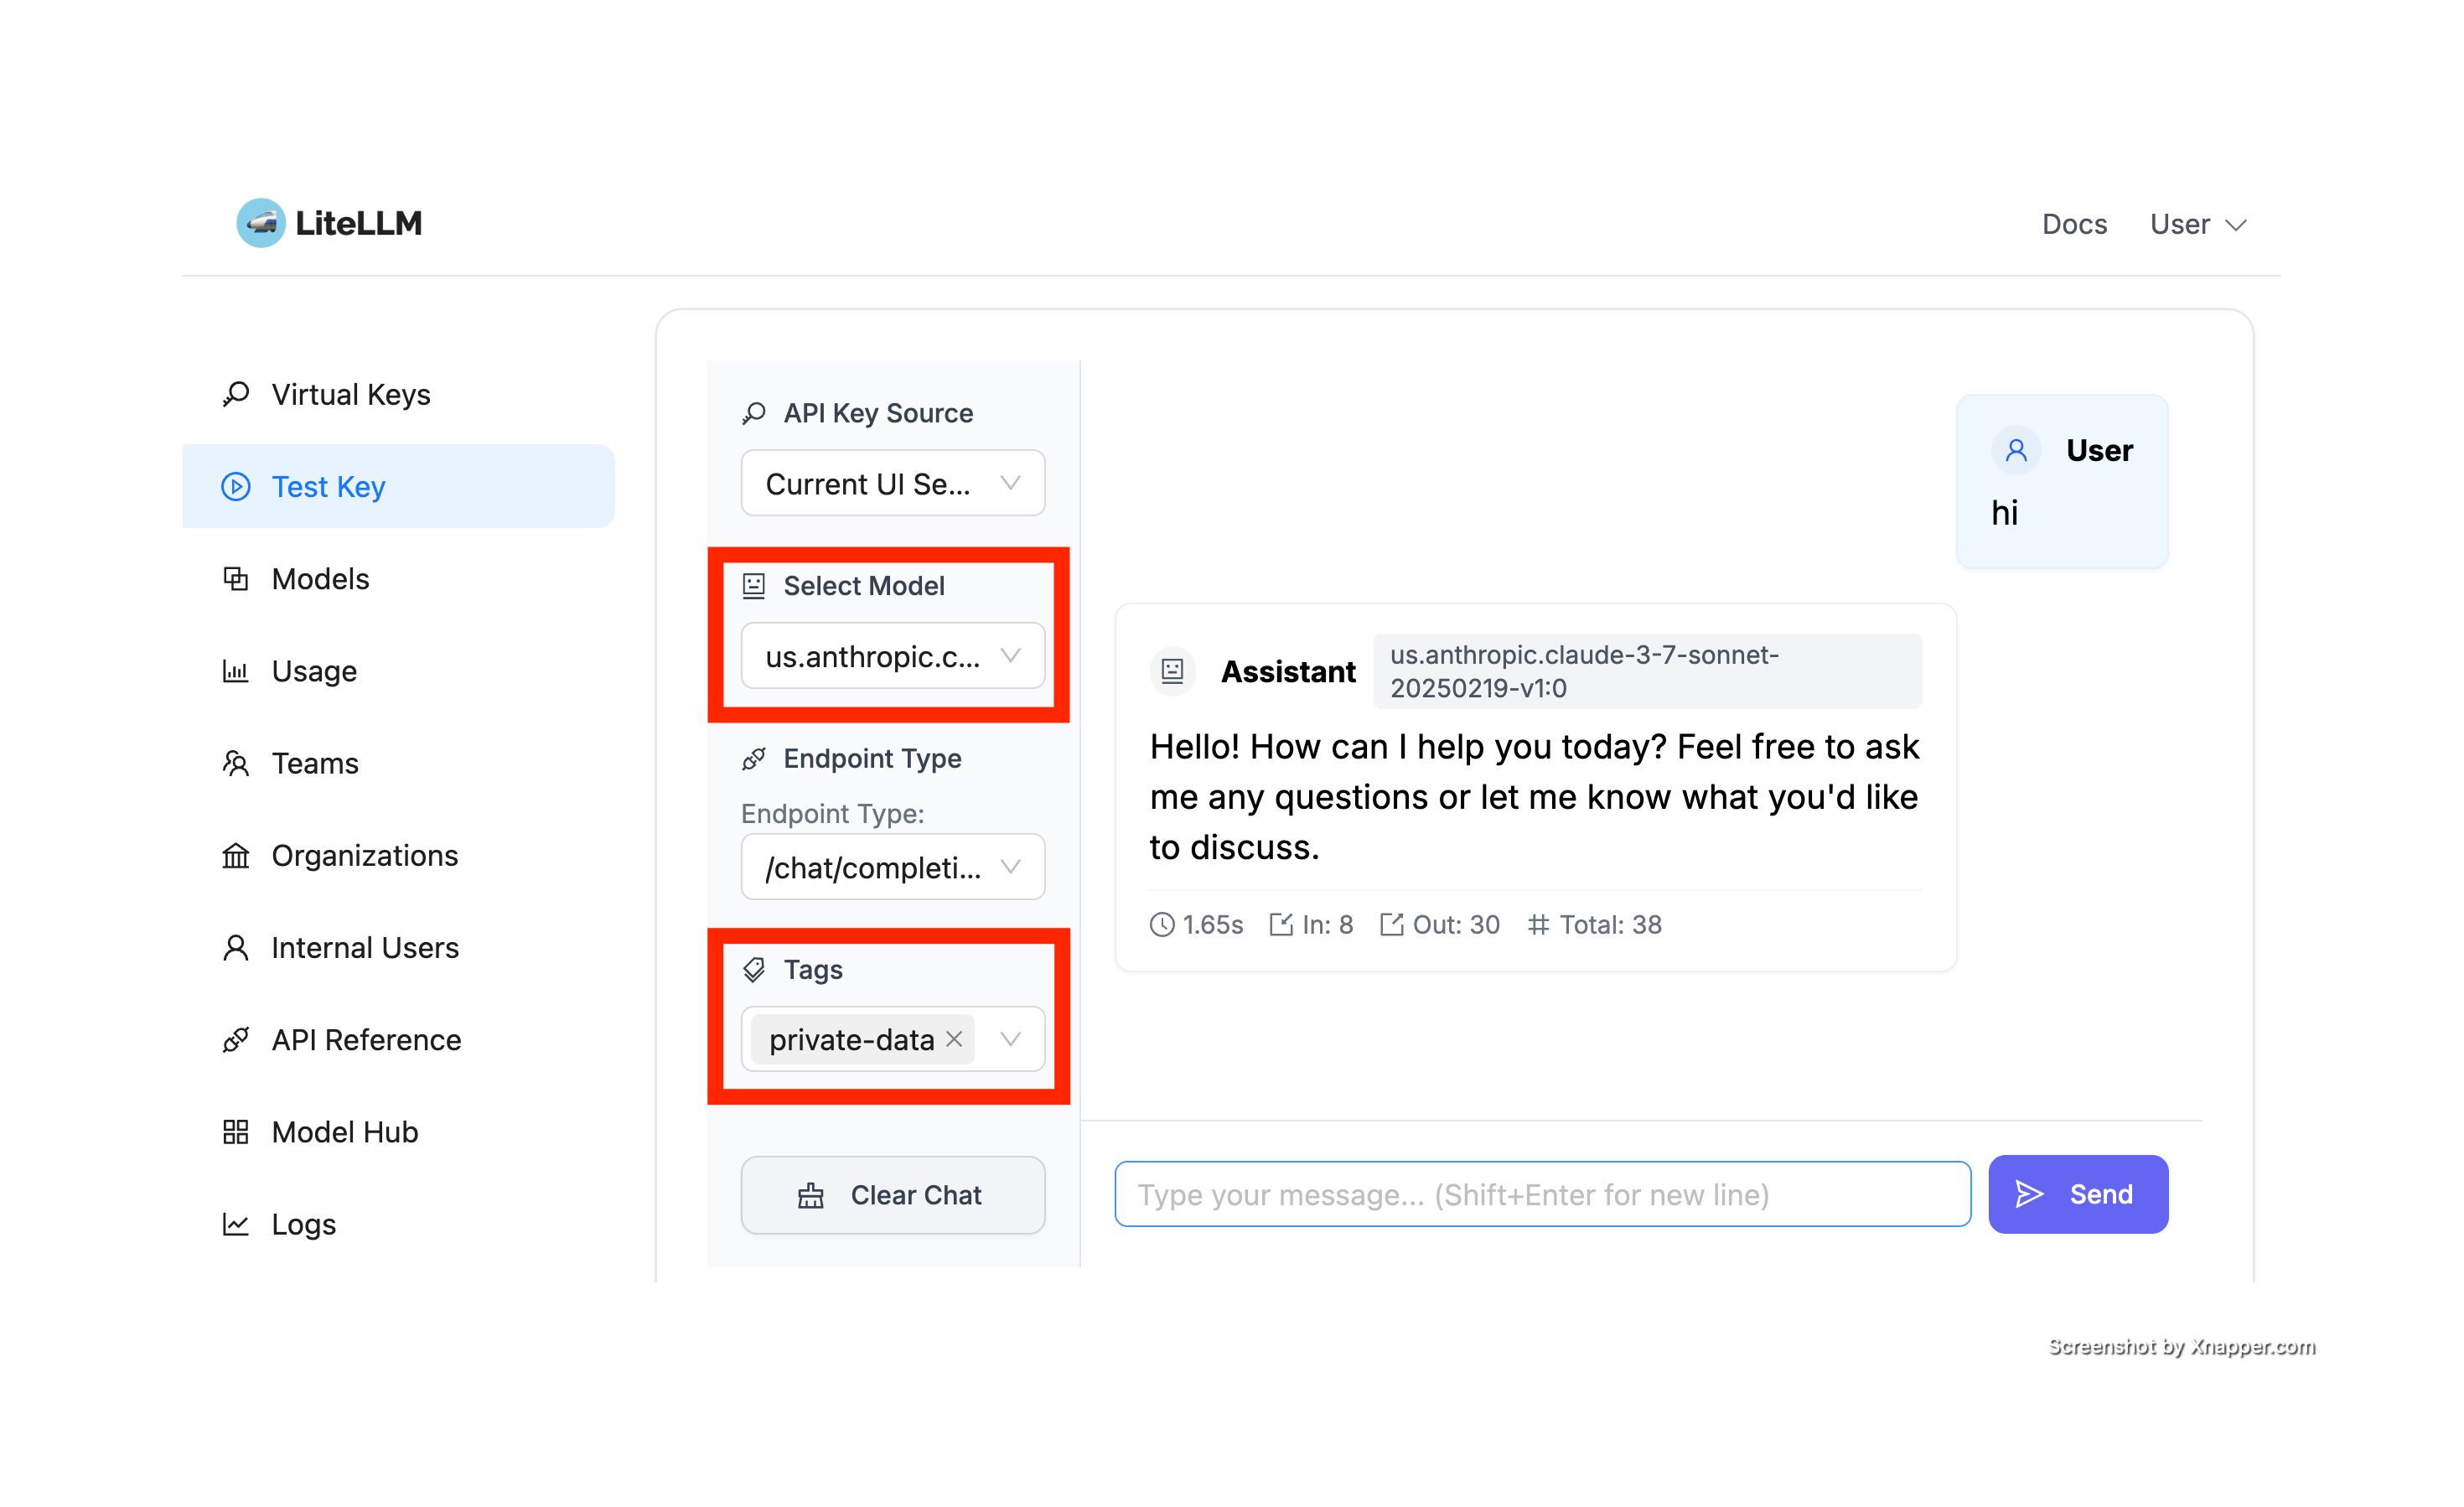 LiteLLM
Docs
User
Virtual Keys
Test Key
Models
Usage
Teams
Organizations
Internal Users
API Reference
Model Hub
Logs
API Key Source
Current UI Se...
Select Model
us.anthropic.c...
Endpoint Type
Endpoint Type:
/chat/completi...
Tags
private-data
Clear Chat
User
hi
Assistant
us.anthropic.claude-3-7-sonnet-
20250219-v1:0
Hello! How can I help you today? Feel free to ask
me any questions or let me know what you'd like
to discuss.
1.65s In: 8 Out: 30 Total: 38
Type your message... (Shift+Enter for new line)
Send
Screenshot by Xnapper.com